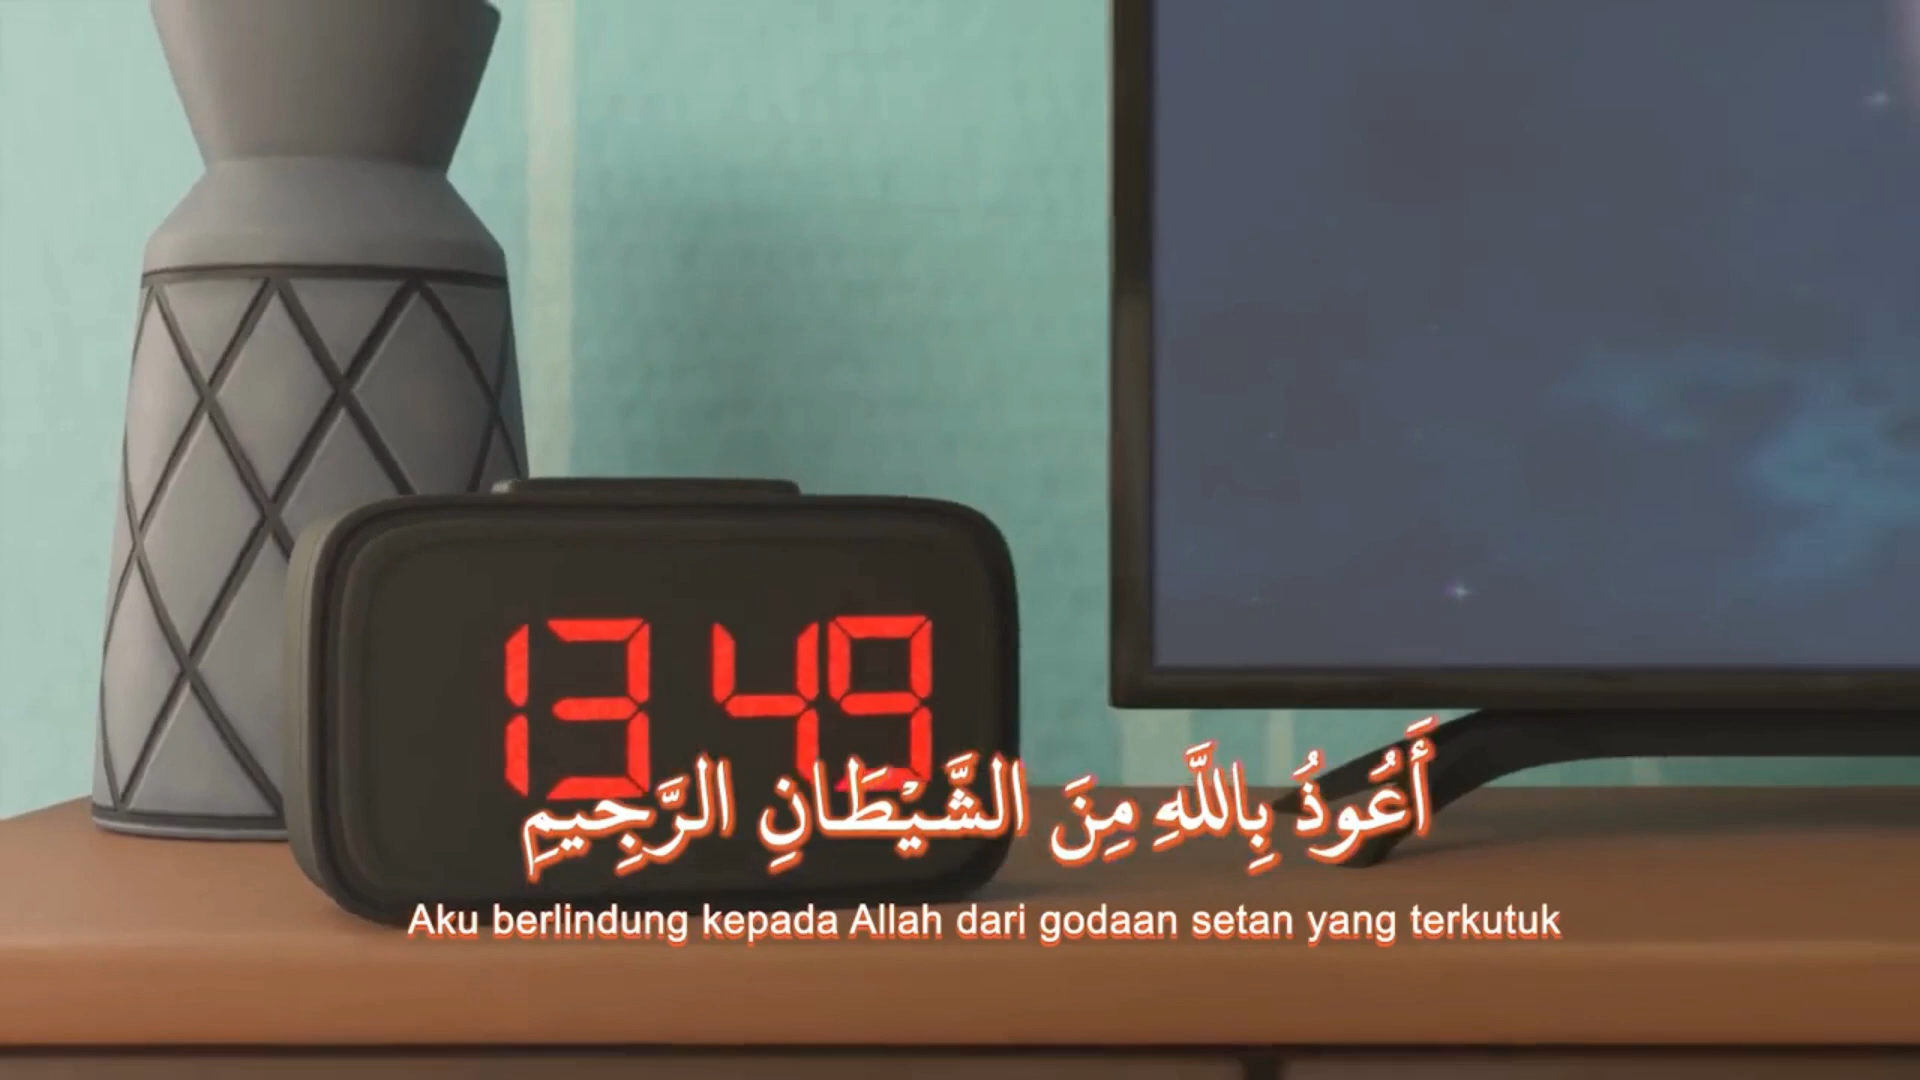 13 49
أَعُوذُ بِاللَّهِ مِنَ الشَّيْطَانِ الرَّجِيمِ
Aku berlindung kepada Allah dari godaan setan yang terkutuk